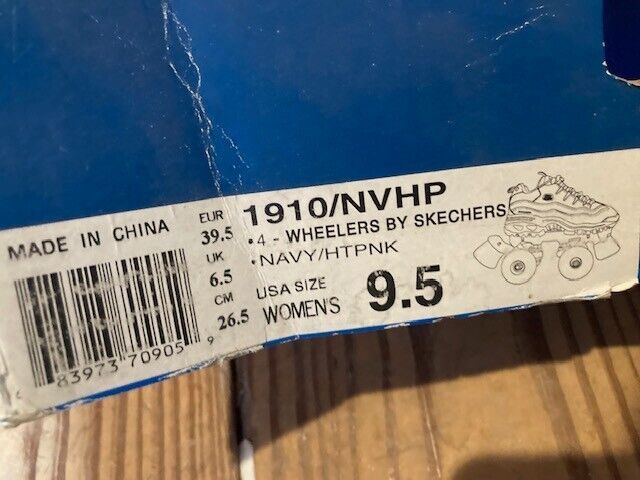 MADE IN CHINA
83973 70905 9
EUR
39.5
UK
6.5
CM
26.5
1910/NVHP
•4 - WHEELERS BY SKECHERS
•NAVY/HTPNK
USA SIZE
WOMEN'S
9.5